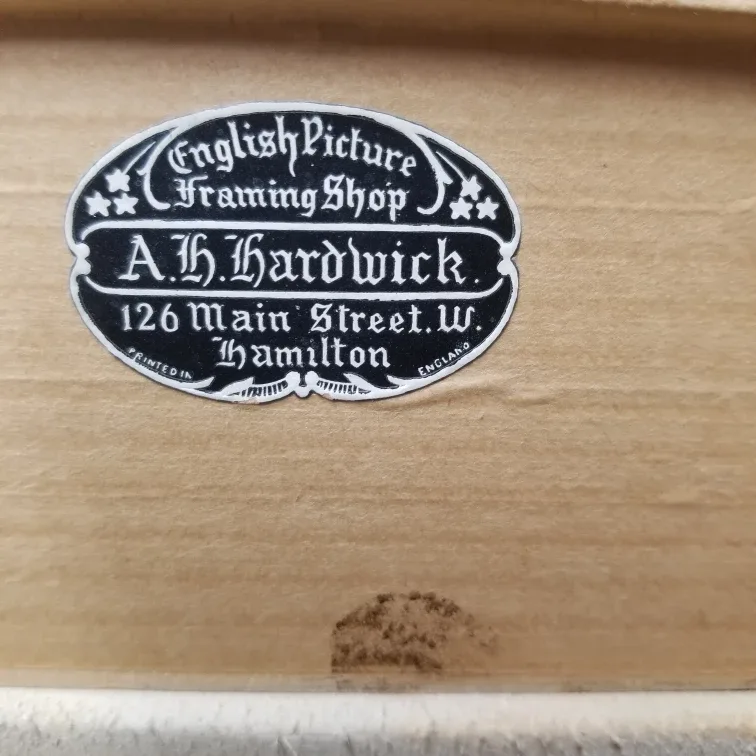 English Picture
Framing Shop
A.H. Hardwick.
126 Main Street. W.
Hamilton
PRINTED IN ENGLAND